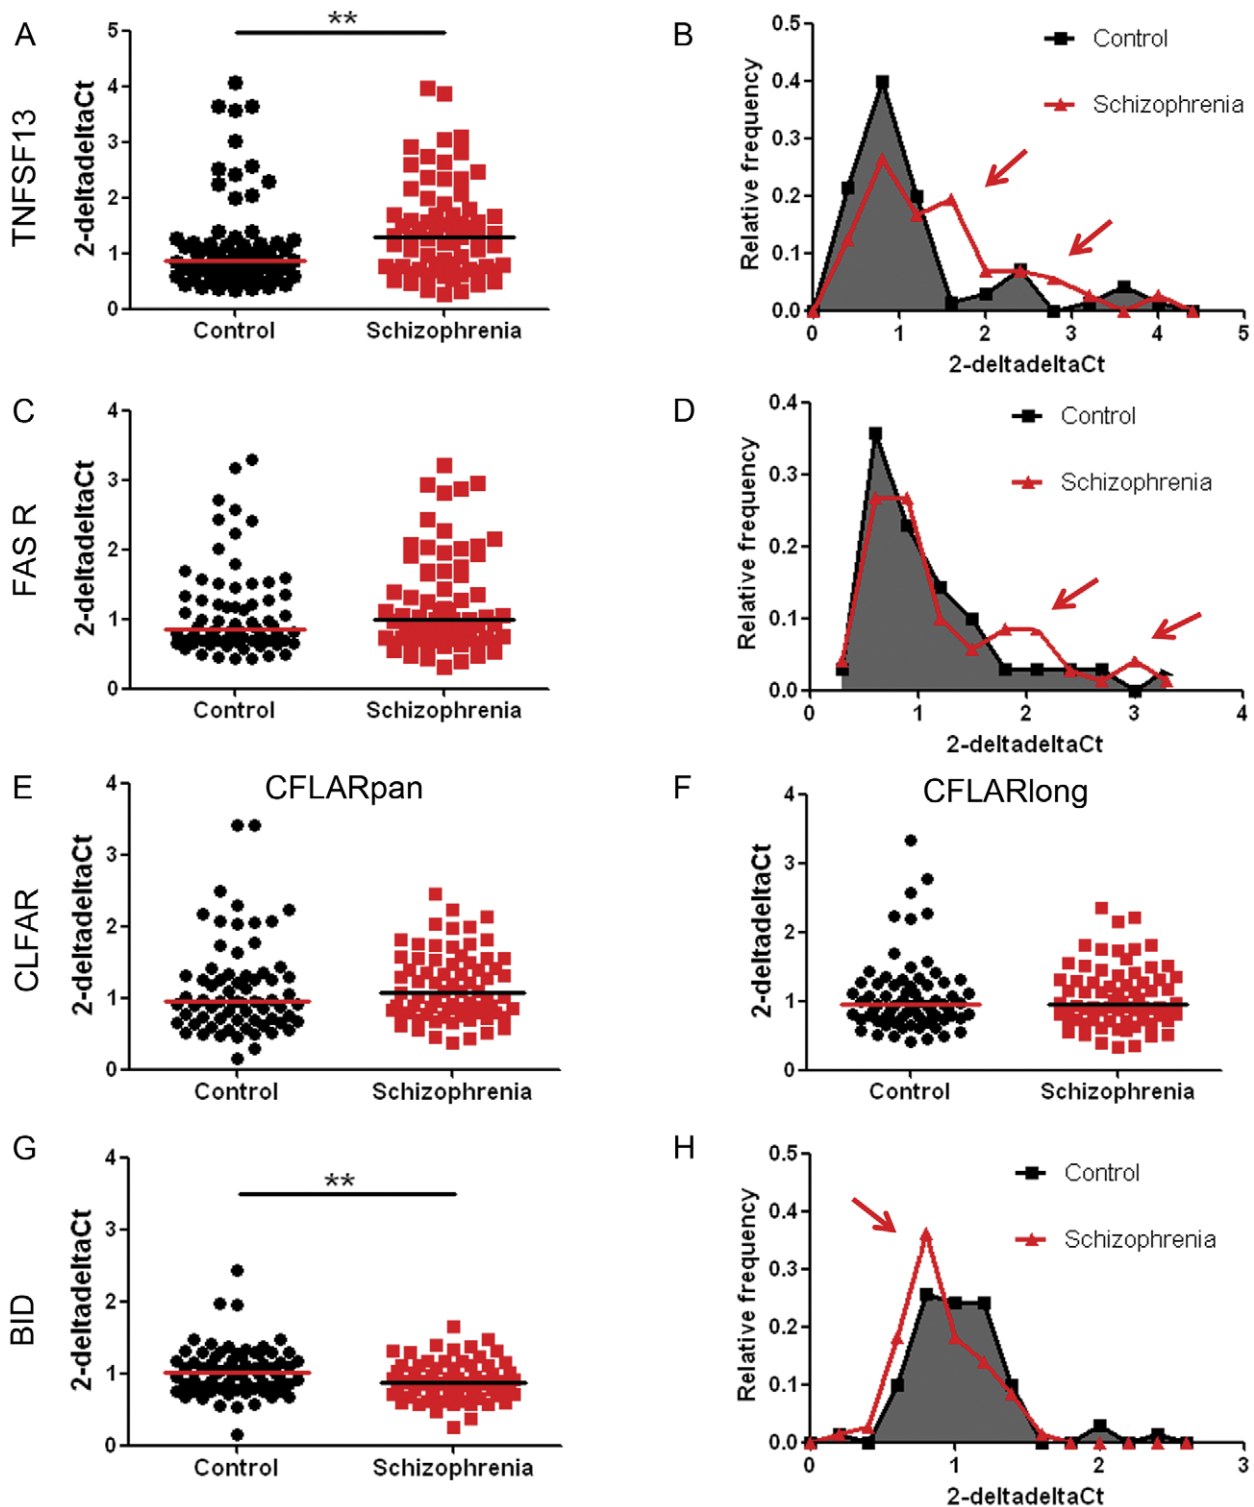 A
TNFSF13
2-deltadeltaCt
5
4
3
2
1
0
**
Control
Schizophrenia
B
Relative frequency
0.5
0.4
0.3
0.2
0.1
0.0
Control
Schizophrenia
0 1 2 3 4 5
2-deltadeltaCt
C
FAS R
2-deltadeltaCt
4
3
2
1
0
Control
Schizophrenia
D
Relative frequency
0.4
0.3
0.2
0.1
0.0
Control
Schizophrenia
0 1 2 3 4
2-deltadeltaCt
E
CFLARpan
CLFAR
2-deltadeltaCt
4
3
2
1
0
Control
Schizophrenia
F
CFLARlong
2-deltadeltaCt
4
3
2
1
0
Control
Schizophrenia
G
BID
2-deltadeltaCt
4
3
2
1
0
**
Control
Schizophrenia
H
Relative frequency
0.5
0.4
0.3
0.2
0.1
0.0
Control
Schizophrenia
0 1 2 3
2-deltadeltaCt